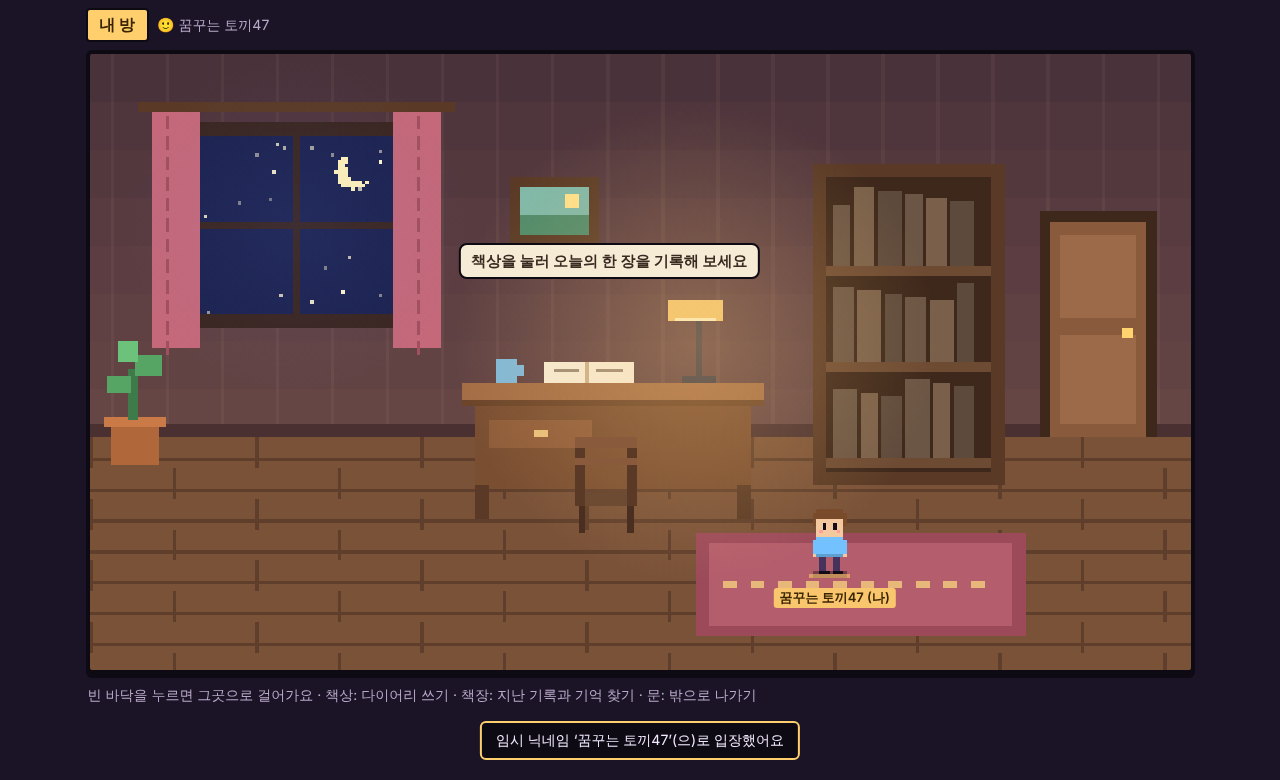 내 방
🙂 꿈꾸는 토끼47
책상을 눌러 오늘의 한 장을 기록해 보세요
꿈꾸는 토끼47 (나)
빈 바닥을 누르면 그곳으로 걸어가요 · 책상: 다이어리 쓰기 · 책장: 지난 기록과 기억 찾기 · 문: 밖으로 나가기
임시 닉네임 ‘꿈꾸는 토끼47’(으)로 입장했어요